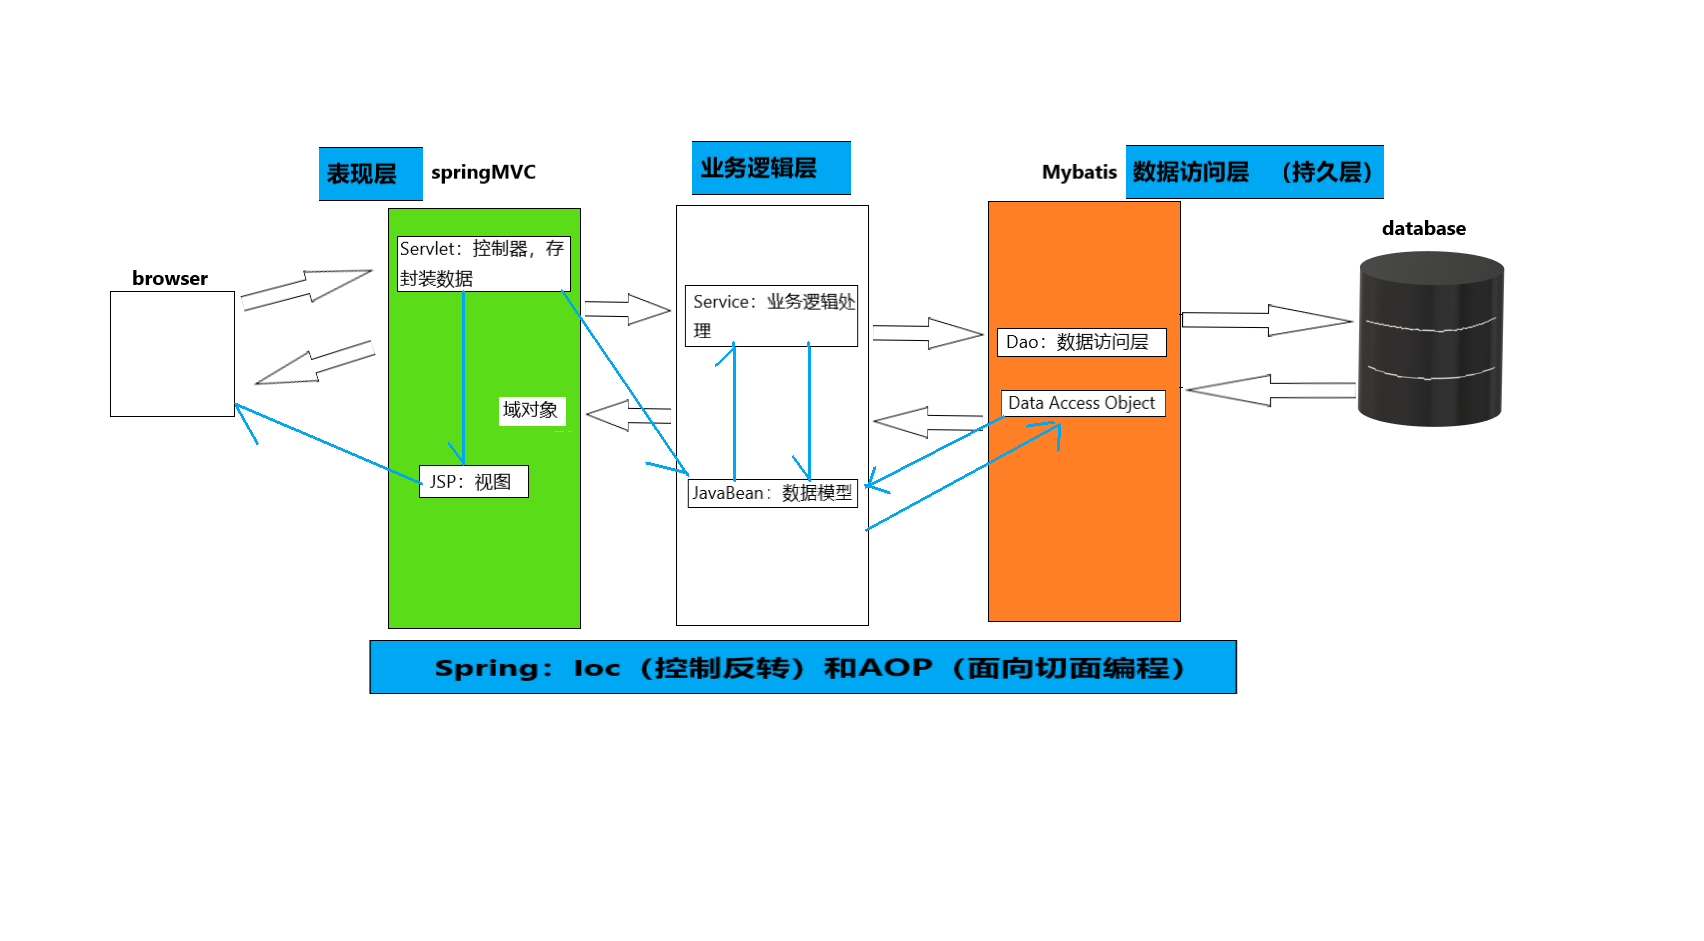 表现层 springMVC
业务逻辑层
Mybatis 数据访问层 （持久层）
browser
Servlet：控制器，存
封装数据
域对象
JSP：视图
Service：业务逻辑处
理
JavaBean：数据模型
Dao：数据访问层
Data Access Object
database
Spring：Ioc（控制反转）和AOP（面向切面编程）